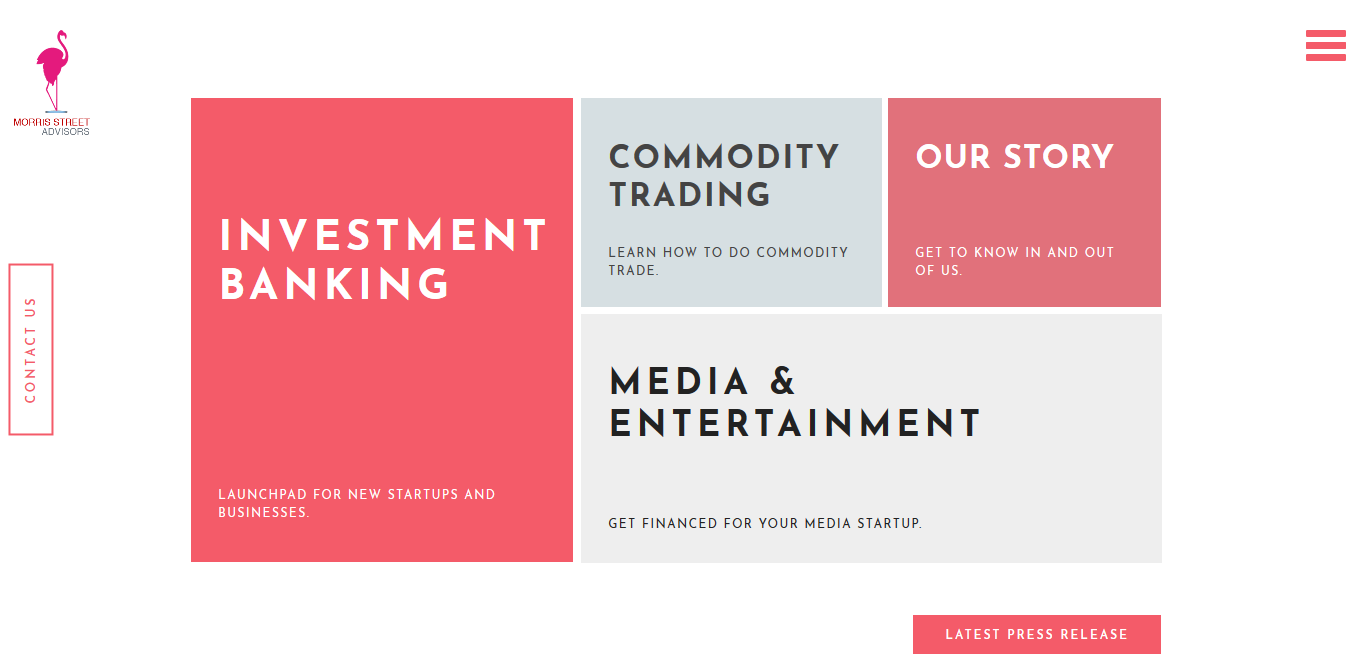 MORRIS STREET
ADVISORS
CONTACT US
INVESTMENT
BANKING
LAUNCHPAD FOR NEW STARTUPS AND
BUSINESSES.
COMMODITY
TRADING
LEARN HOW TO DO COMMODITY
TRADE.
OUR STORY
GET TO KNOW IN AND OUT
OF US.
MEDIA &
ENTERTAINMENT
GET FINANCED FOR YOUR MEDIA STARTUP.
LATEST PRESS RELEASE